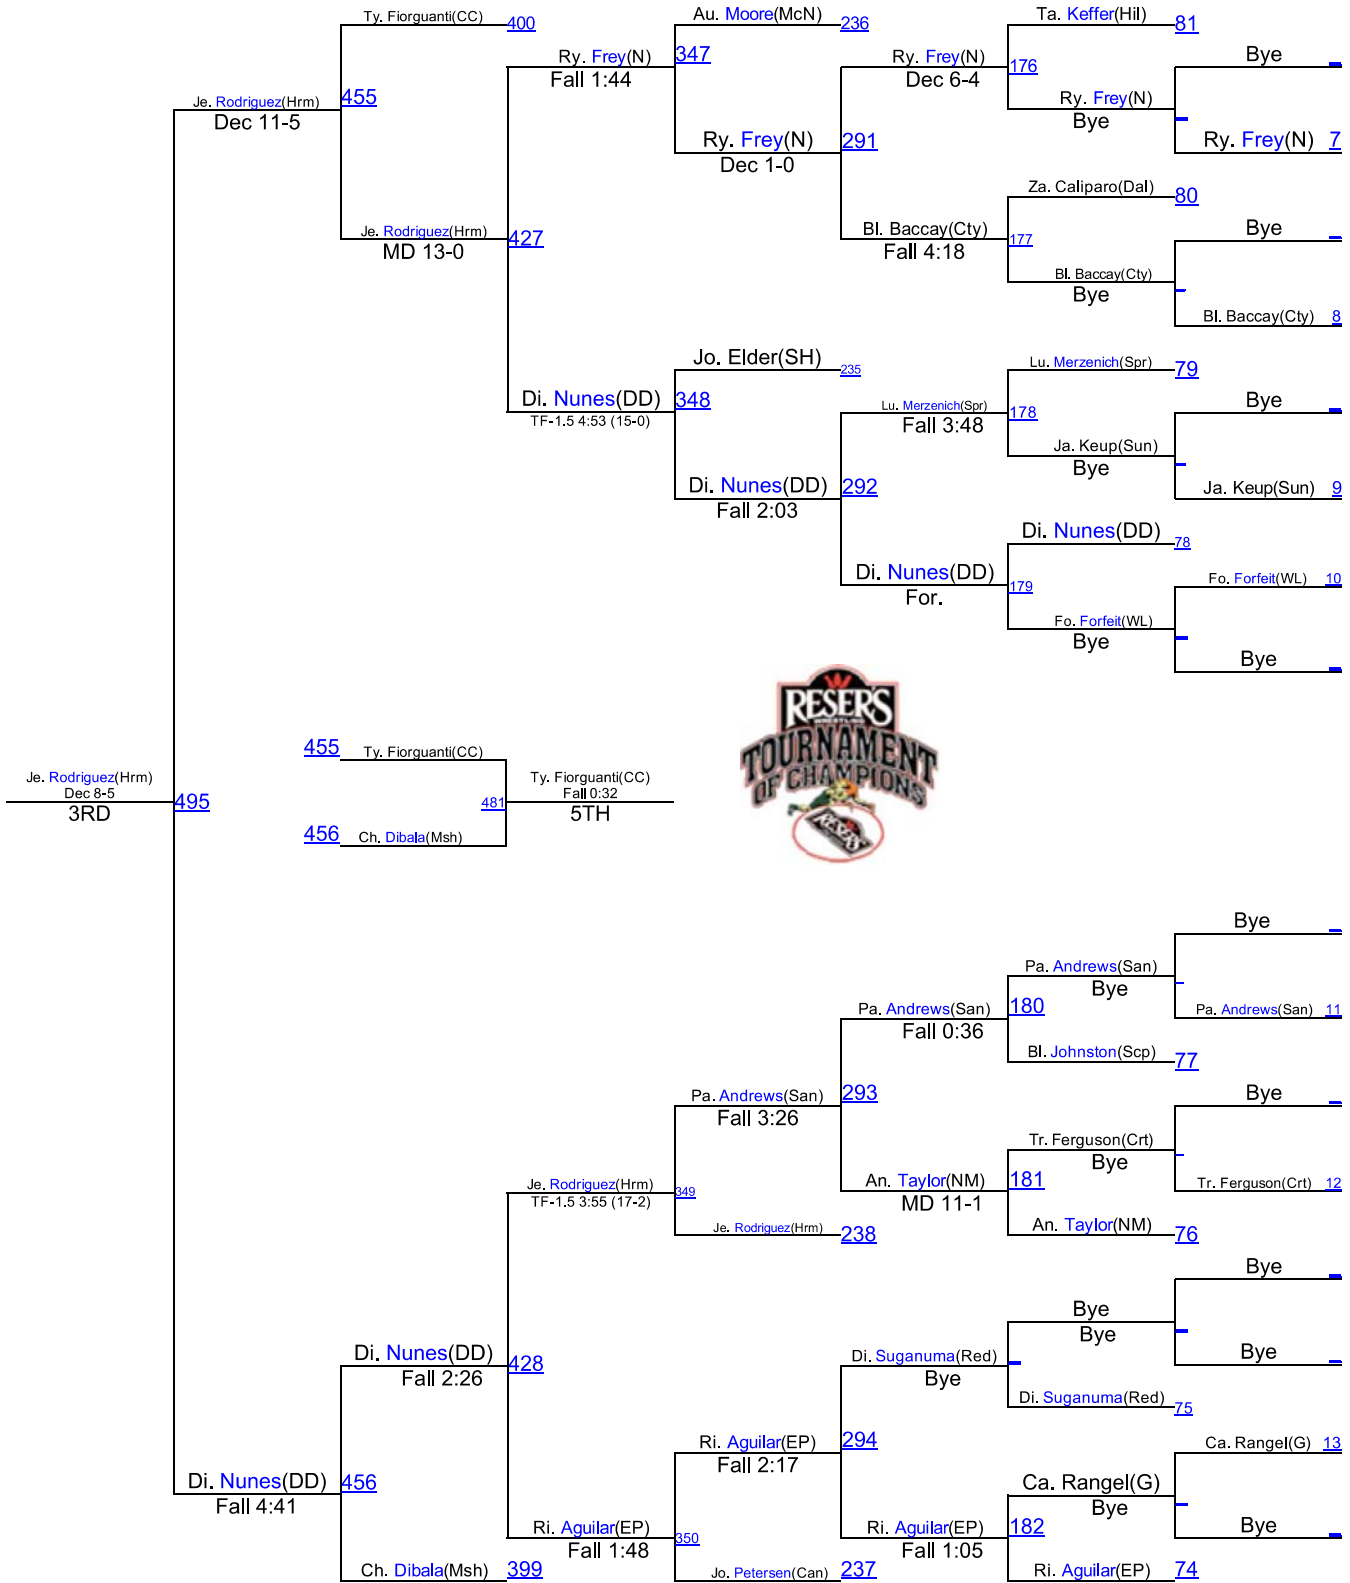 Ty. Fiorguanti(CC) 400
Au. Moore(McN) 236
Ta. Keffer(Hil) 81
Bye
Ry. Frey(N) 347
Fall 1:44
Ry. Frey(N) 176
Dec 6-4
Je. Rodriguez(Hrm) 455
Dec 11-5
Ry. Frey(N)
Bye
Ry. Frey(N) 291
Dec 1-0
Ry. Frey(N) 7
Za. Caliparo(Dal) 80
Je. Rodriguez(Hrm) 427
MD 13-0
Bl. Baccay(Cty) 177
Fall 4:18
Bye
Bl. Baccay(Cty)
Bye
Bl. Baccay(Cty) 8
Jo. Elder(SH) 235
Lu. Merzenich(Spr) 79
Di. Nunes(DD) 348
TF-1.5 4:53 (15-0)
Lu. Merzenich(Spr) 178
Fall 3:48
Bye
Ja. Keup(Sun)
Bye
Di. Nunes(DD) 292
Fall 2:03
Ja. Keup(Sun) 9
Di. Nunes(DD) 78
Di. Nunes(DD) 179
For.
Fo. Forfeit(WL) 10
Fo. Forfeit(WL)
Bye
Bye
RESER'S
WRESTLING
TOURNAMENT
OF CHAMPIONS
RESER'S
455 Ty. Fiorguanti(CC)
Je. Rodriguez(Hrm) 495
Dec 8-5
3RD
481 Ty. Fiorguanti(CC)
Fall 0:32
5TH
456 Ch. Dibala(Msh)
Bye
Pa. Andrews(San)
Bye
Pa. Andrews(San) 180
Fall 0:36
Pa. Andrews(San) 11
Bl. Johnston(Scp) 77
Pa. Andrews(San) 293
Fall 3:26
Bye
Tr. Ferguson(Crt)
Bye
Je. Rodriguez(Hrm) 349
TF-1.5 3:55 (17-2)
An. Taylor(NM) 181
MD 11-1
Tr. Ferguson(Crt) 12
Je. Rodriguez(Hrm) 238
An. Taylor(NM) 76
Bye
Bye
Bye
Di. Nunes(DD) 428
Fall 2:26
Di. Suganuma(Red)
Bye
Bye
Di. Suganuma(Red) 75
Ri. Aguilar(EP) 294
Fall 2:17
Ca. Rangel(G) 13
Di. Nunes(DD) 456
Fall 4:41
Ca. Rangel(G)
Bye
Ri. Aguilar(EP) 350
Fall 1:48
Ri. Aguilar(EP) 182
Fall 1:05
Bye
Ch. Dibala(Msh) 399
Jo. Petersen(Can) 237
Ri. Aguilar(EP) 74